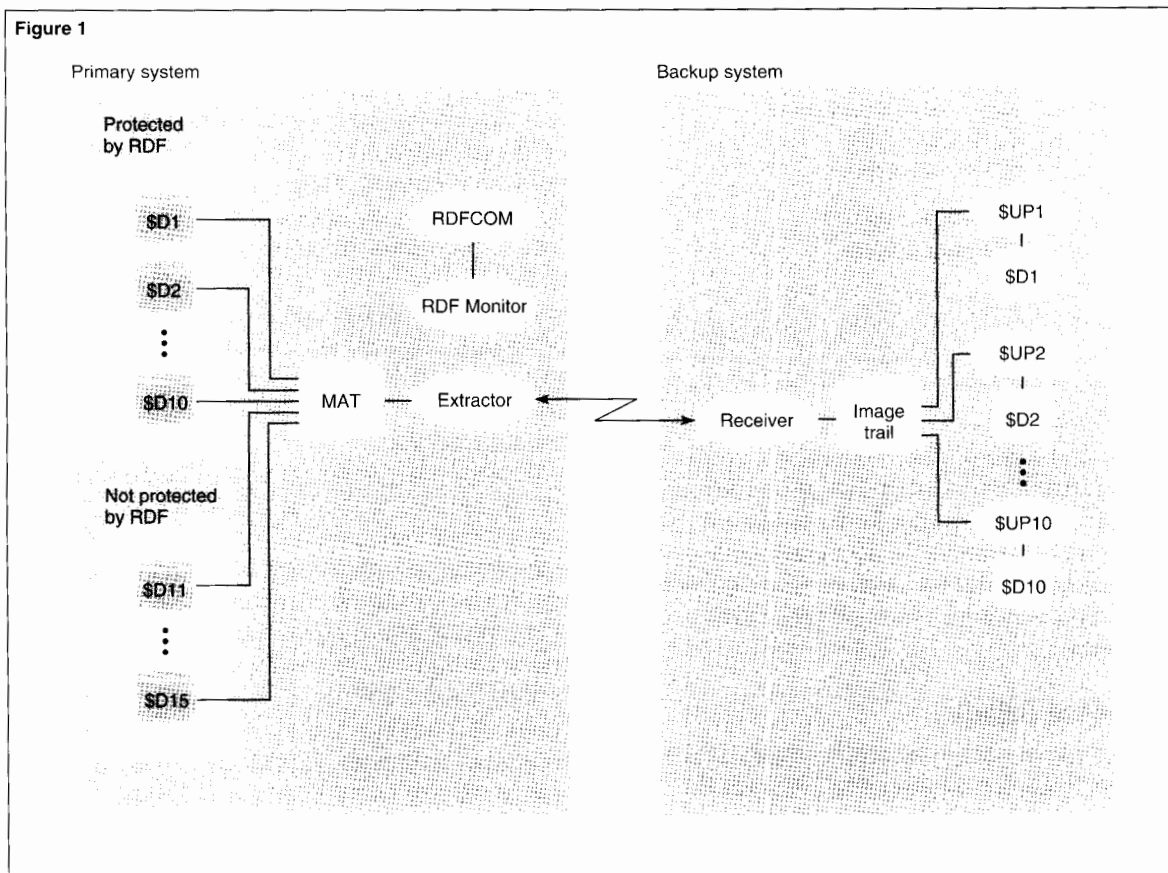 Figure 1
Primary system
Protected
by RDF
$D1
$D2
$D10
Not protected
by RDF
$D11
$D15
RDFCOM
RDF Monitor
MAT
Extractor
Backup system
Receiver
Image
trail
$UP1
$D1
$UP2
$D2
$UP10
$D10